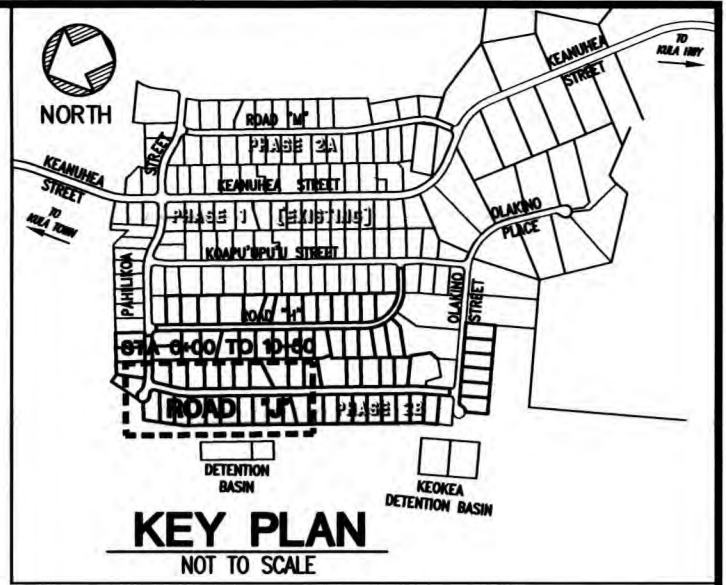 NORTH
TO
KULA HWY
KEANUHEA
STREET
ROAD "M"
PHASE 2A
STREET
KEANUHEA
STREET
TO
KULA TOWN
KEANUHEA STREET
PHASE 1 [EXISTING]
OLAKINO
PLACE
KOAPU'UPU'U STREET
PAHILIKOA
OLAKINO
STREET
ROAD "H"
STA 0+00 TO 10+50
ROAD "J"
PHASE 2B
DETENTION
BASIN
KEOKEA
DETENTION BASIN
KEY PLAN
NOT TO SCALE